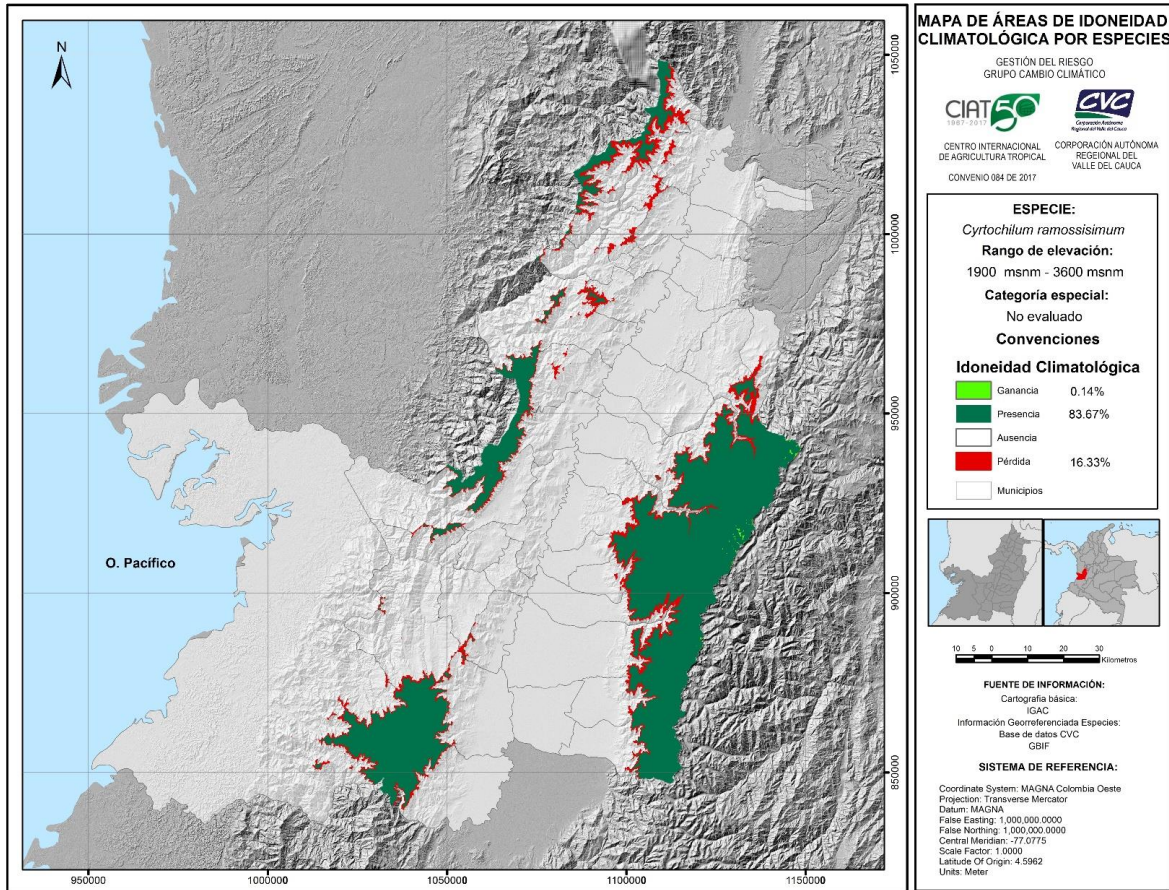 N
O. Pacífico
1050000
1000000
950000
900000
850000
950000
1000000
1050000
1100000
1150000
MAPA DE ÁREAS DE IDONEIDAD
CLIMATOLÓGICA POR ESPECIES
GESTIÓN DEL RIESGO
GRUPO CAMBIO CLIMÁTICO
CIAT 50
1967-2017
CVC
Corporación Autónoma
Regional del Valle del Cauca
CENTRO INTERNACIONAL
DE AGRICULTURA TROPICAL
CORPORACIÓN AUTÓNOMA
REGIONAL DEL
VALLE DEL CAUCA
CONVENIO 084 DE 2017
ESPECIE:
Cyrtochilum ramossisimum
Rango de elevación:
1900 msnm - 3600 msnm
Categoría especial:
No evaluado
Convenciones
Idoneidad Climatológica
Ganancia 0.14%
Presencia 83.67%
Ausencia
Pérdida 16.33%
Municipios
10 5 0 10 20 30
Kilometros
FUENTE DE INFORMACIÓN:
Cartografía básica:
IGAC
Información Georreferenciada Especies:
Base de datos CVC
GBIF
SISTEMA DE REFERENCIA:
Coordinate System: MAGNA Colombia Oeste
Projection: Transverse Mercator
Datum: MAGNA
False Easting: 1,000,000.0000
False Northing: 1,000,000.0000
Central Meridian: -77.0775
Scale Factor: 1.0000
Latitude Of Origin: 4.5962
Units: Meter